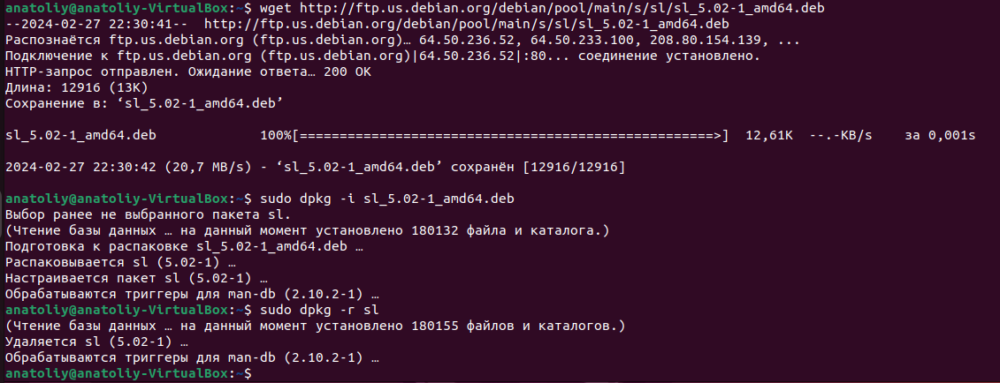 anatoliy@anatoliy-VirtualBox:~$ wget http://ftp.us.debian.org/debian/pool/main/s/sl/sl_5.02-1_amd64.deb
--2024-02-27 22:30:41--  http://ftp.us.debian.org/debian/pool/main/s/sl/sl_5.02-1_amd64.deb
Распознаётся ftp.us.debian.org (ftp.us.debian.org)… 64.50.236.52, 64.50.233.100, 208.80.154.139, ...
Подключение к ftp.us.debian.org (ftp.us.debian.org)|64.50.236.52|:80... соединение установлено.
HTTP-запрос отправлен. Ожидание ответа… 200 OK
Длина: 12916 (13K)
Сохранение в: ‘sl_5.02-1_amd64.deb’
sl_5.02-1_amd64.deb             100%[====================================================>]  12,61K  --.-KB/s    за 0,001s
2024-02-27 22:30:42 (20,7 MB/s) - ‘sl_5.02-1_amd64.deb’ сохранён [12916/12916]
anatoliy@anatoliy-VirtualBox:~$ sudo dpkg -i sl_5.02-1_amd64.deb
Выбор ранее не выбранного пакета sl.
(Чтение базы данных … на данный момент установлено 180132 файла и каталога.)
Подготовка к распаковке sl_5.02-1_amd64.deb …
Распаковывается sl (5.02-1) …
Настраивается пакет sl (5.02-1) …
Обрабатываются триггеры для man-db (2.10.2-1) …
anatoliy@anatoliy-VirtualBox:~$ sudo dpkg -r sl
(Чтение базы данных … на данный момент установлено 180155 файлов и каталогов.)
Удаляется sl (5.02-1) …
Обрабатываются триггеры для man-db (2.10.2-1) …
anatoliy@anatoliy-VirtualBox:~$